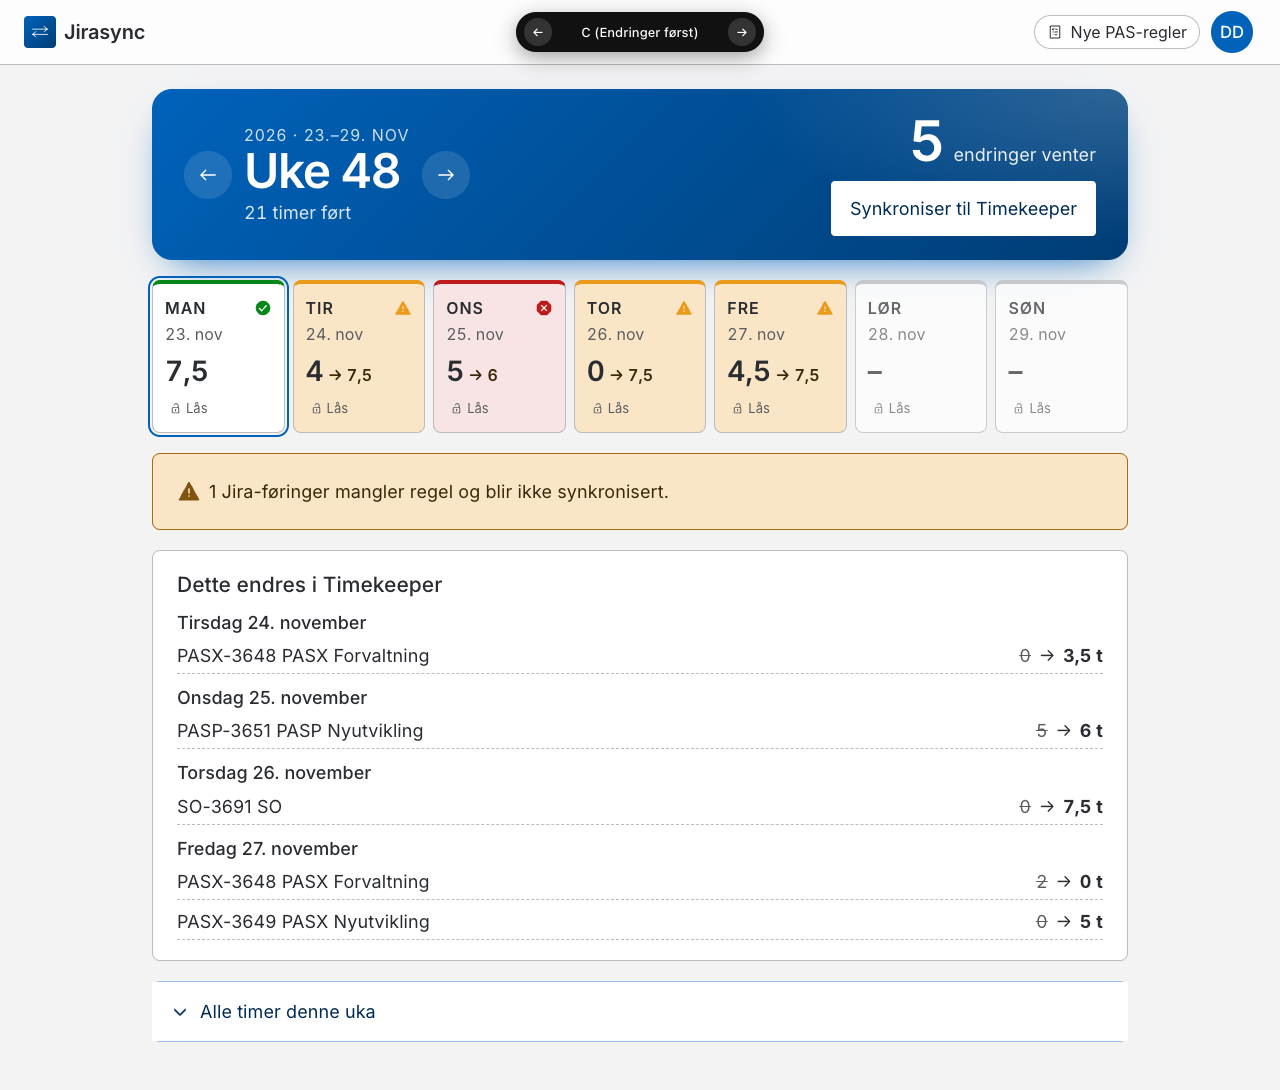 Jirasync
← C (Endringer først) →
Nye PAS-regler
DD
2026 · 23.–29. NOV
← Uke 48 →
21 timer ført
5 endringer venter
Synkroniser til Timekeeper
MAN
23. nov
7,5
Lås
TIR
24. nov
4 → 7,5
Lås
ONS
25. nov
5 → 6
Lås
TOR
26. nov
0 → 7,5
Lås
FRE
27. nov
4,5 → 7,5
Lås
LØR
28. nov
–
Lås
SØN
29. nov
–
Lås
1 Jira-føringer mangler regel og blir ikke synkronisert.
Dette endres i Timekeeper
Tirsdag 24. november
PASX-3648 PASX Forvaltning 0 → 3,5 t
Onsdag 25. november
PASP-3651 PASP Nyutvikling 5 → 6 t
Torsdag 26. november
SO-3691 SO 0 → 7,5 t
Fredag 27. november
PASX-3648 PASX Forvaltning 2 → 0 t
PASX-3649 PASX Nyutvikling 0 → 5 t
Alle timer denne uka